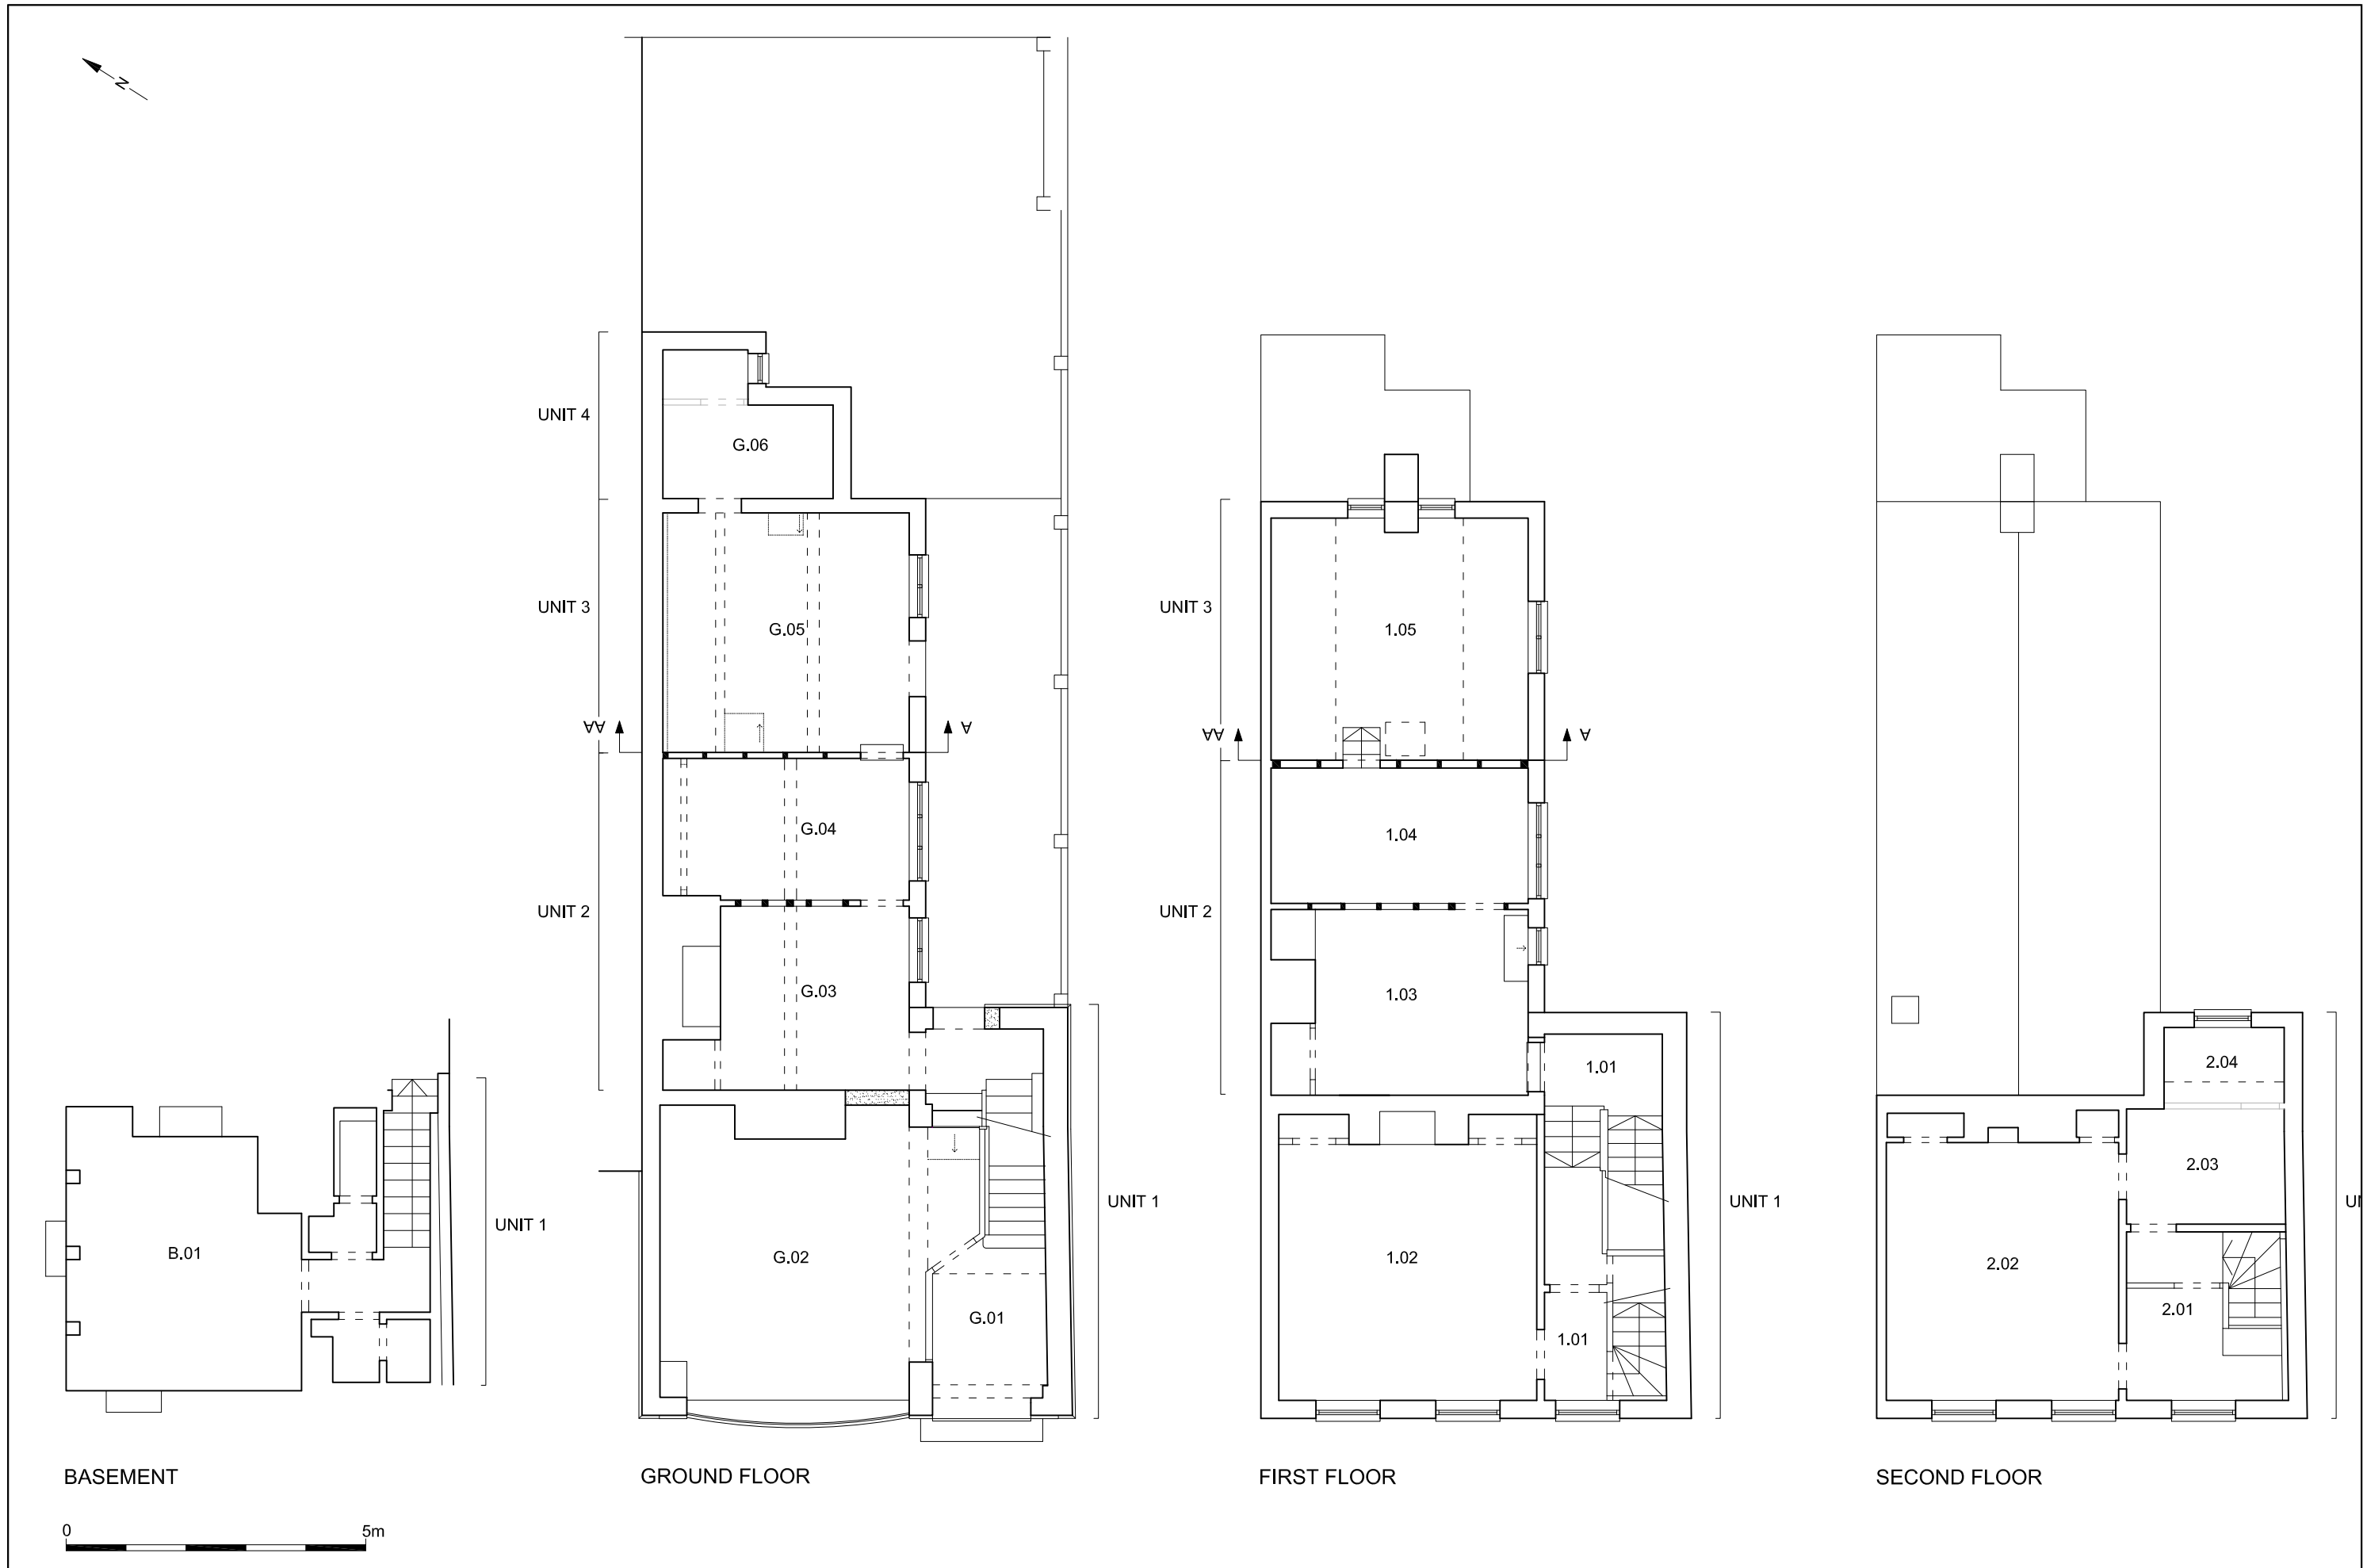 N
UNIT 4
G.06
UNIT 3
G.05
AA
A
G.04
UNIT 2
G.03
UNIT 1
G.02
G.01
UNIT 3
1.05
AA
A
1.04
UNIT 2
1.03
1.01
UNIT 1
1.02
1.01
2.04
2.03
UN
2.02
2.01
UNIT 1
B.01
BASEMENT
GROUND FLOOR
FIRST FLOOR
SECOND FLOOR
0
5m